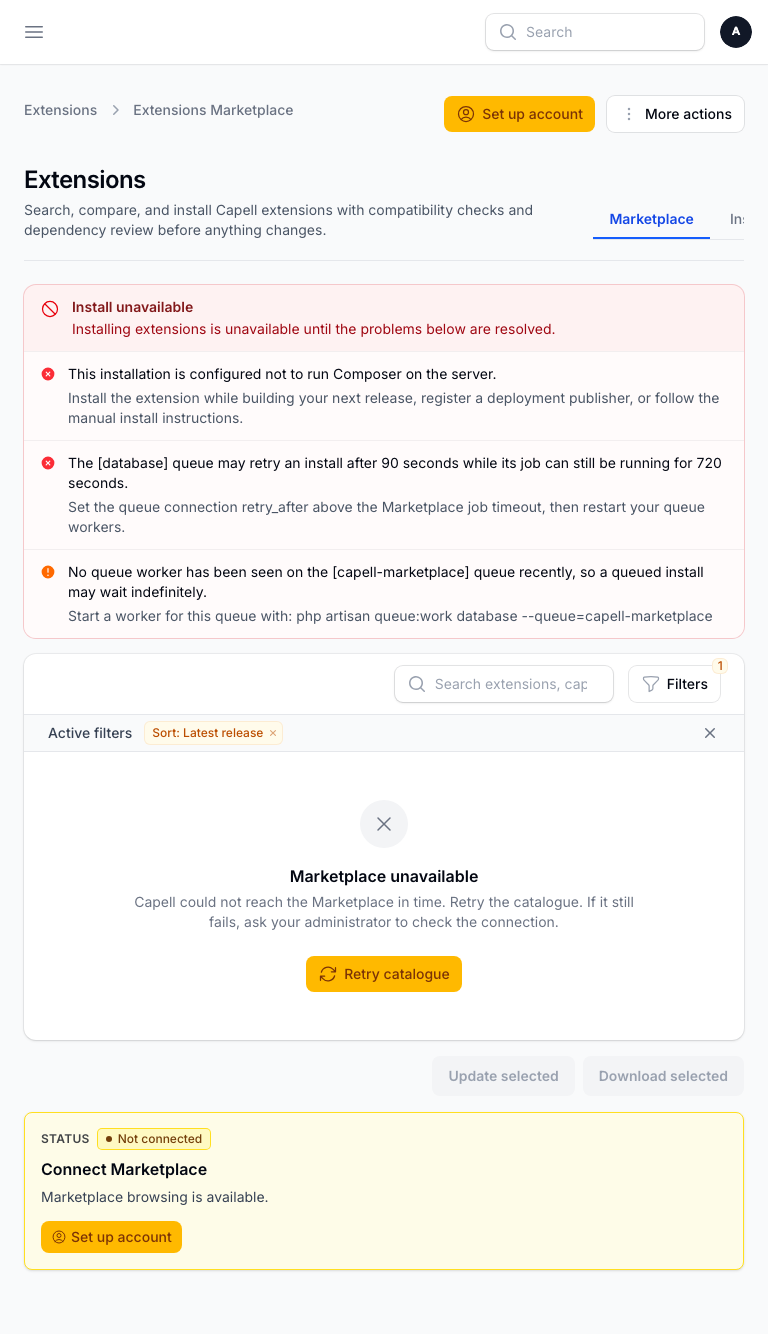 Search
A
Extensions
Extensions Marketplace
Set up account
More actions
Extensions
Search, compare, and install Capell extensions with compatibility checks and
dependency review before anything changes.
Marketplace
Install unavailable
Installing extensions is unavailable until the problems below are resolved.
This installation is configured not to run Composer on the server.
Install the extension while building your next release, register a deployment publisher, or follow the
manual install instructions.
The [database] queue may retry an install after 90 seconds while its job can still be running for 720
seconds.
Set the queue connection retry_after above the Marketplace job timeout, then restart your queue
workers.
No queue worker has been seen on the [capell-marketplace] queue recently, so a queued install
may wait indefinitely.
Start a worker for this queue with: php artisan queue:work database --queue=capell-marketplace
Search extensions, cap
Filters
1
Active filters
Sort: Latest release ×
Marketplace unavailable
Capell could not reach the Marketplace in time. Retry the catalogue. If it still
fails, ask your administrator to check the connection.
Retry catalogue
Update selected
Download selected
STATUS
Not connected
Connect Marketplace
Marketplace browsing is available.
Set up account